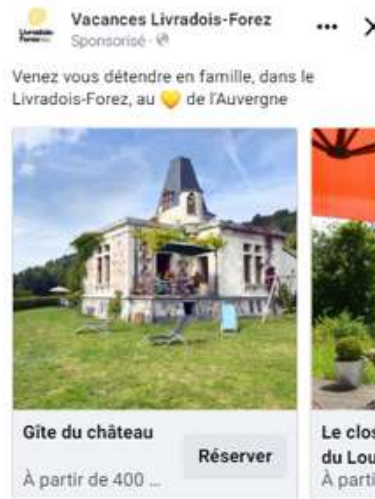 Vacances Livradois-Forez
Sponsorisé ·
Venez vous détendre en famille, dans le
Livradois-Forez, au 💛 de l'Auvergne
Gîte du château
Réserver
À partir de 400 ...
Le clos
du Lou
À parti